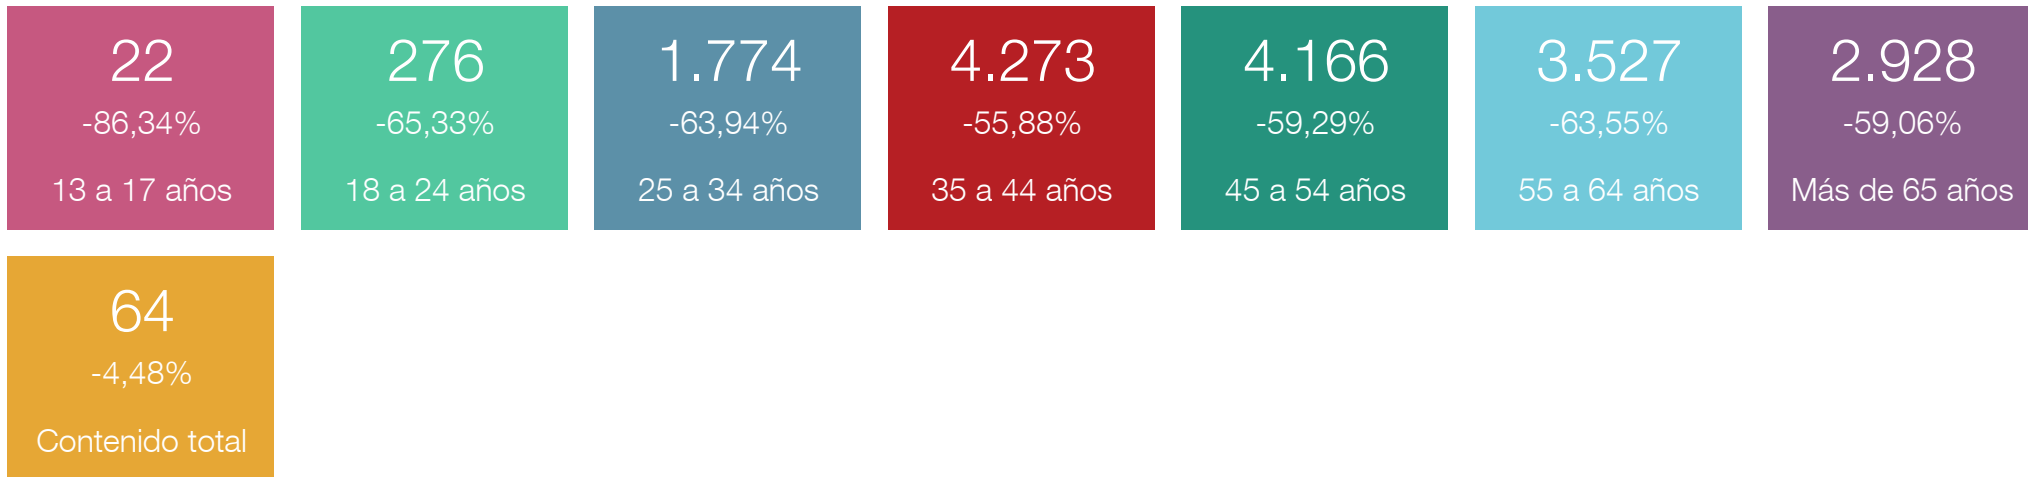 22
-86,34%
13 a 17 años
276
-65,33%
18 a 24 años
1.774
-63,94%
25 a 34 años
4.273
-55,88%
35 a 44 años
4.166
-59,29%
45 a 54 años
3.527
-63,55%
55 a 64 años
2.928
-59,06%
Más de 65 años
64
-4,48%
Contenido total